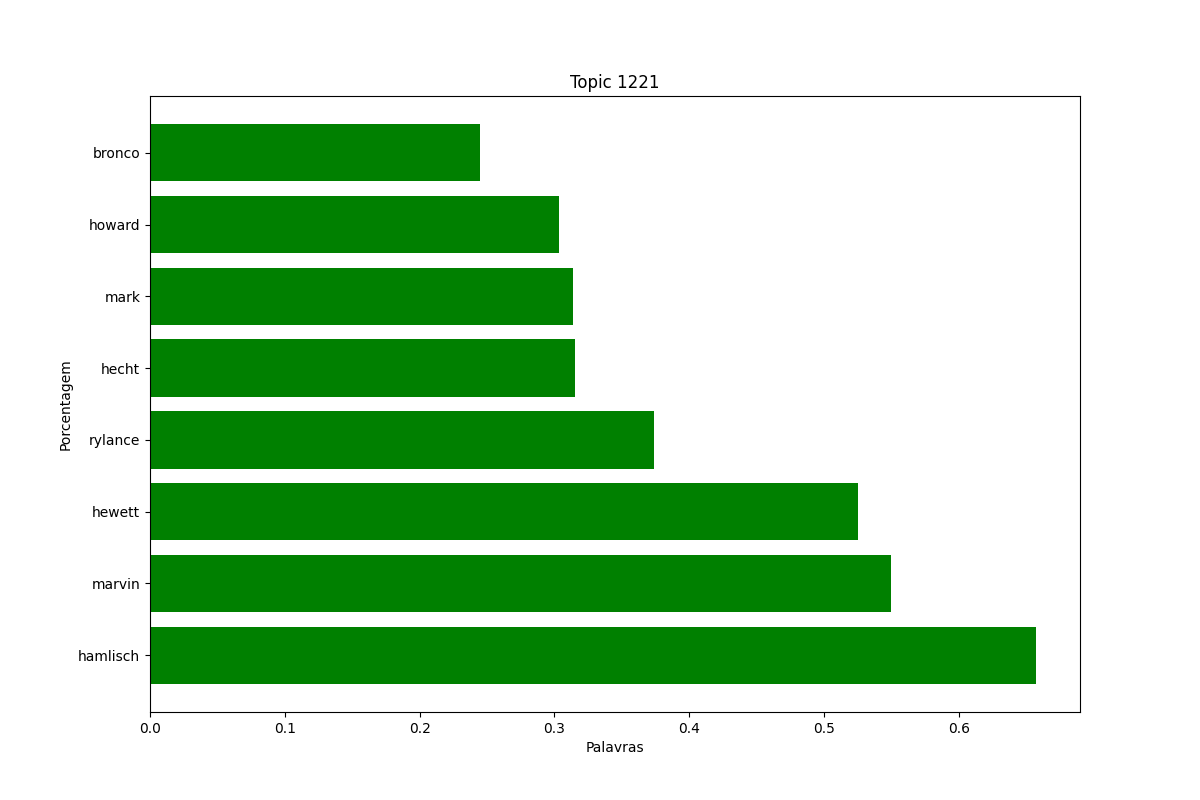 Topic 1221
bronco
howard
mark
hecht
rylance
hewett
marvin
hamlisch
Porcentagem
0.0 0.1 0.2 0.3 0.4 0.5 0.6
Palavras